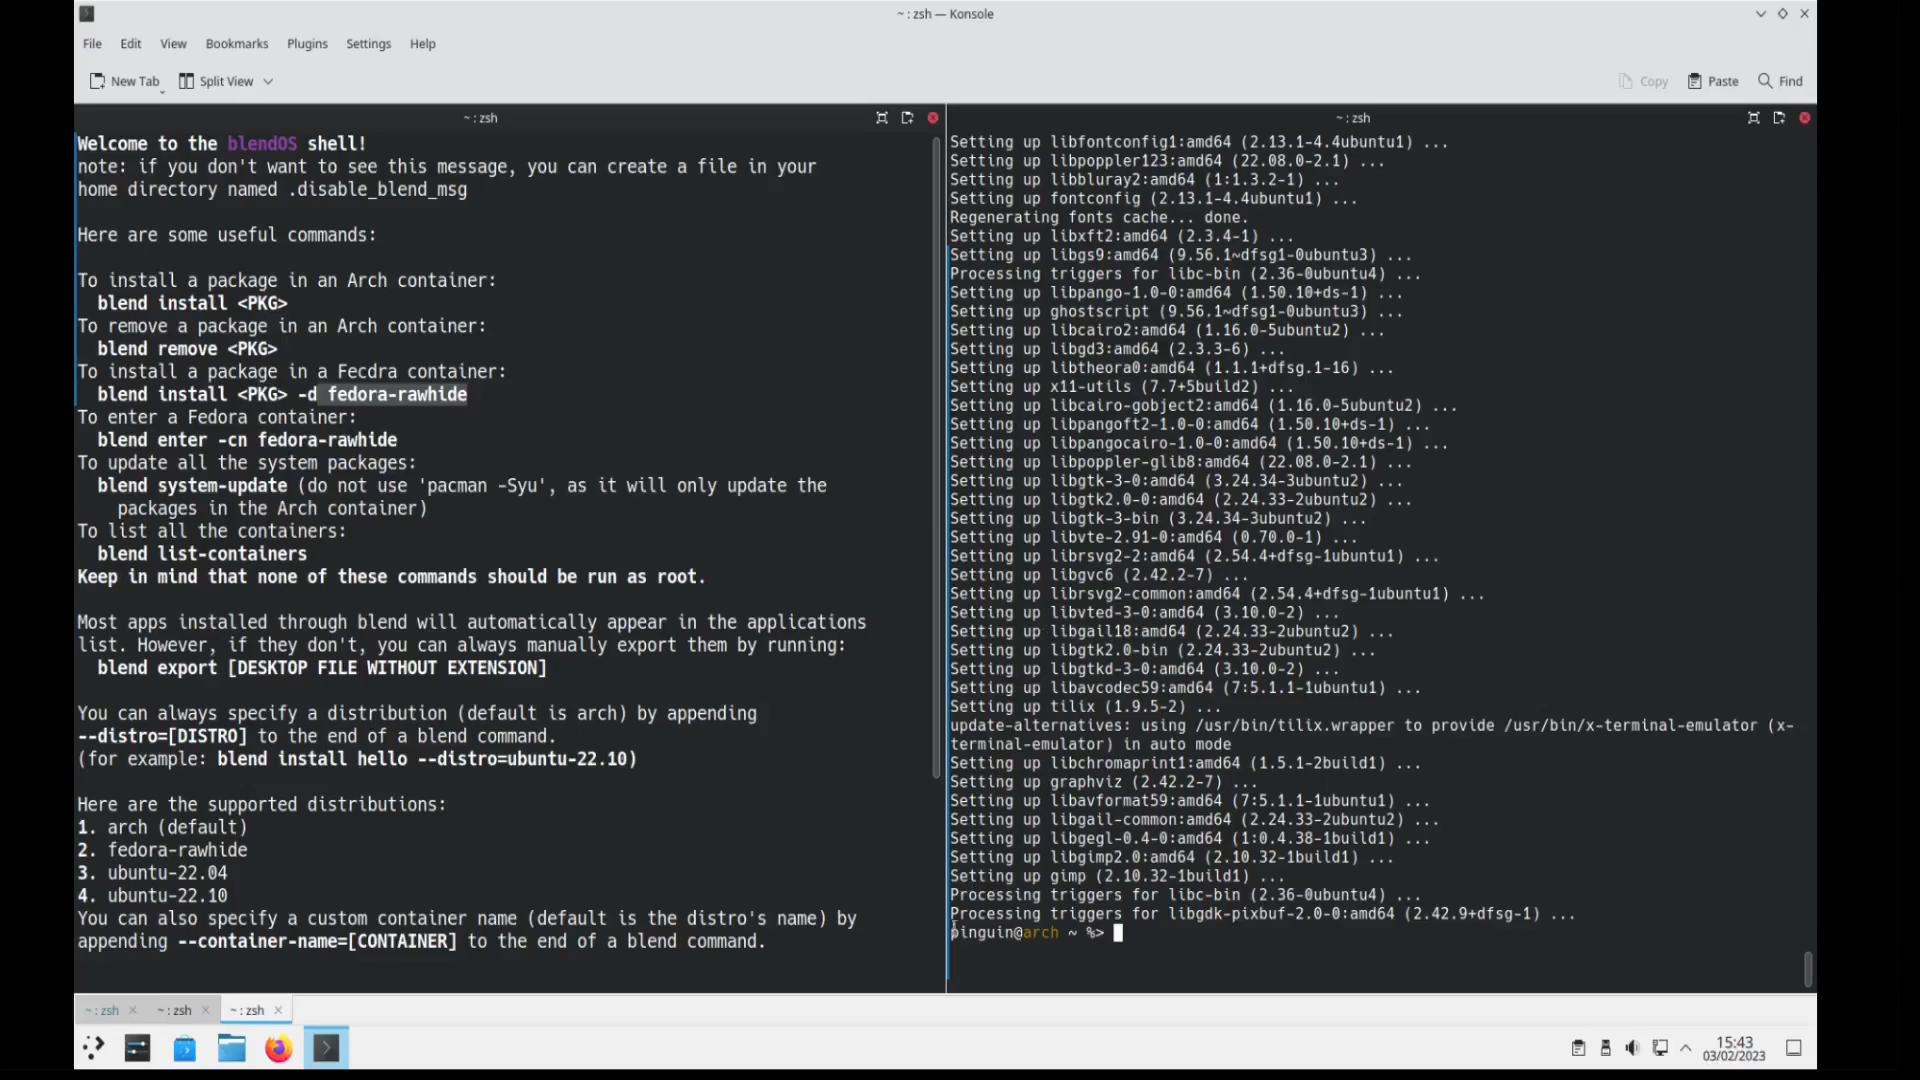 ~ : zsh — Konsole
File Edit View Bookmarks Plugins Settings Help
New Tab Split View Copy Paste Find
~ : zsh
Welcome to the blendOS shell!
note: if you don't want to see this message, you can create a file in your
home directory named .disable_blend_msg
Here are some useful commands:
To install a package in an Arch container:
blend install <PKG>
To remove a package in an Arch container:
blend remove <PKG>
To install a package in a Fecdra container:
blend install <PKG> -d fedora-rawhide
To enter a Fedora container:
blend enter -cn fedora-rawhide
To update all the system packages:
blend system-update (do not use 'pacman -Syu', as it will only update the
packages in the Arch container)
To list all the containers:
blend list-containers
Keep in mind that none of these commands should be run as root.
Most apps installed through blend will automatically appear in the applications
list. However, if they don't, you can always manually export them by running:
blend export [DESKTOP FILE WITHOUT EXTENSION]
You can always specify a distribution (default is arch) by appending
--distro=[DISTRO] to the end of a blend command.
(for example: blend install hello --distro=ubuntu-22.10)
Here are the supported distributions:
1. arch (default)
2. fedora-rawhide
3. ubuntu-22.04
4. ubuntu-22.10
You can also specify a custom container name (default is the distro's name) by
appending --container-name=[CONTAINER] to the end of a blend command.
~ : zsh
Setting up libfontconfig1:amd64 (2.13.1-4.4ubuntu1) ...
Setting up libpoppler123:amd64 (22.08.0-2.1) ...
Setting up libbluray2:amd64 (1:1.3.2-1) ...
Setting up fontconfig (2.13.1-4.4ubuntu1) ...
Regenerating fonts cache... done.
Setting up libxft2:amd64 (2.3.4-1) ...
Setting up libgs9:amd64 (9.56.1~dfsg1-0ubuntu3) ...
Processing triggers for libc-bin (2.36-0ubuntu4) ...
Setting up libpango-1.0-0:amd64 (1.50.10+ds-1) ...
Setting up ghostscript (9.56.1~dfsg1-0ubuntu3) ...
Setting up libcairo2:amd64 (1.16.0-5ubuntu2) ...
Setting up libgd3:amd64 (2.3.3-6) ...
Setting up libtheora0:amd64 (1.1.1+dfsg.1-16) ...
Setting up x11-utils (7.7+5build2) ...
Setting up libcairo-gobject2:amd64 (1.16.0-5ubuntu2) ...
Setting up libpangoft2-1.0-0:amd64 (1.50.10+ds-1) ...
Setting up libpangocairo-1.0-0:amd64 (1.50.10+ds-1) ...
Setting up libpoppler-glib8:amd64 (22.08.0-2.1) ...
Setting up libgtk-3-0:amd64 (3.24.34-3ubuntu2) ...
Setting up libgtk2.0-0:amd64 (2.24.33-2ubuntu2) ...
Setting up libgtk-3-bin (3.24.34-3ubuntu2) ...
Setting up libvte-2.91-0:amd64 (0.70.0-1) ...
Setting up librsvg2-2:amd64 (2.54.4+dfsg-1ubuntu1) ...
Setting up libgvc6 (2.42.2-7) ...
Setting up librsvg2-common:amd64 (2.54.4+dfsg-1ubuntu1) ...
Setting up libvted-3-0:amd64 (3.10.0-2) ...
Setting up libgail18:amd64 (2.24.33-2ubuntu2) ...
Setting up libgtk2.0-bin (2.24.33-2ubuntu2) ...
Setting up libgtkd-3-0:amd64 (3.10.0-2) ...
Setting up libavcodec59:amd64 (7:5.1.1-1ubuntu1) ...
Setting up tilix (1.9.5-2) ...
update-alternatives: using /usr/bin/tilix.wrapper to provide /usr/bin/x-terminal-emulator (x-
terminal-emulator) in auto mode
Setting up libchromaprint1:amd64 (1.5.1-2build1) ...
Setting up graphviz (2.42.2-7) ...
Setting up libavformat59:amd64 (7:5.1.1-1ubuntu1) ...
Setting up libgail-common:amd64 (2.24.33-2ubuntu2) ...
Setting up libgegl-0.4-0:amd64 (1:0.4.38-1build1) ...
Setting up libgimp2.0:amd64 (2.10.32-1build1) ...
Setting up gimp (2.10.32-1build1) ...
Processing triggers for libc-bin (2.36-0ubuntu4) ...
Processing triggers for libgdk-pixbuf-2.0-0:amd64 (2.42.9+dfsg-1) ...
pinguin@arch ~ %>
~ : zsh ~ : zsh ~ : zsh
15:43
03/02/2023